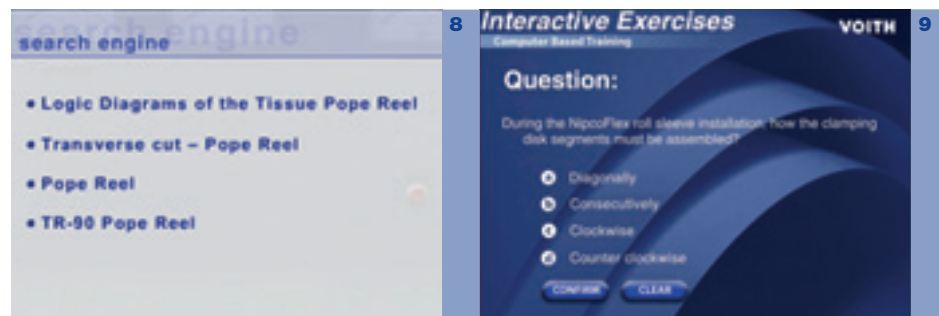 search engine
search engine
• Logic Diagrams of the Tissue Pope Reel
• Transverse cut – Pope Reel
• Pope Reel
• TR-90 Pope Reel
8
Interactive Exercises
VOITH
Computer Based Training
Question:
During the NipcoFlex roll sleeve installation, how the clamping
disk segments must be assembled?
a Diagonally
b Consecutively
c Clockwise
d Counter clockwise
CONFIRM CLEAR
9